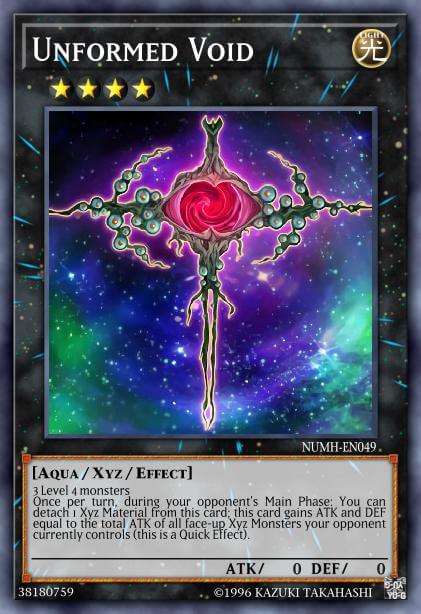 UNFORMED VOID
LIGHT
光
NUMH-EN049
[AQUA / XYZ / EFFECT]
3 Level 4 monsters
Once per turn, during your opponent's Main Phase: You can
detach 1 Xyz Material from this card; this card gains ATK and DEF
equal to the total ATK of all face-up Xyz Monsters your opponent
currently controls (this is a Quick Effect).
ATK/ 0 DEF/ 0
38180759 ©1996 KAZUKI TAKAHASHI